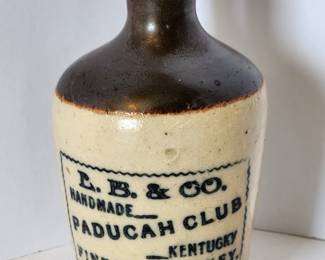 L. B. & CO.
HANDMADE
PADUCAH CLUB
KENTUCKY